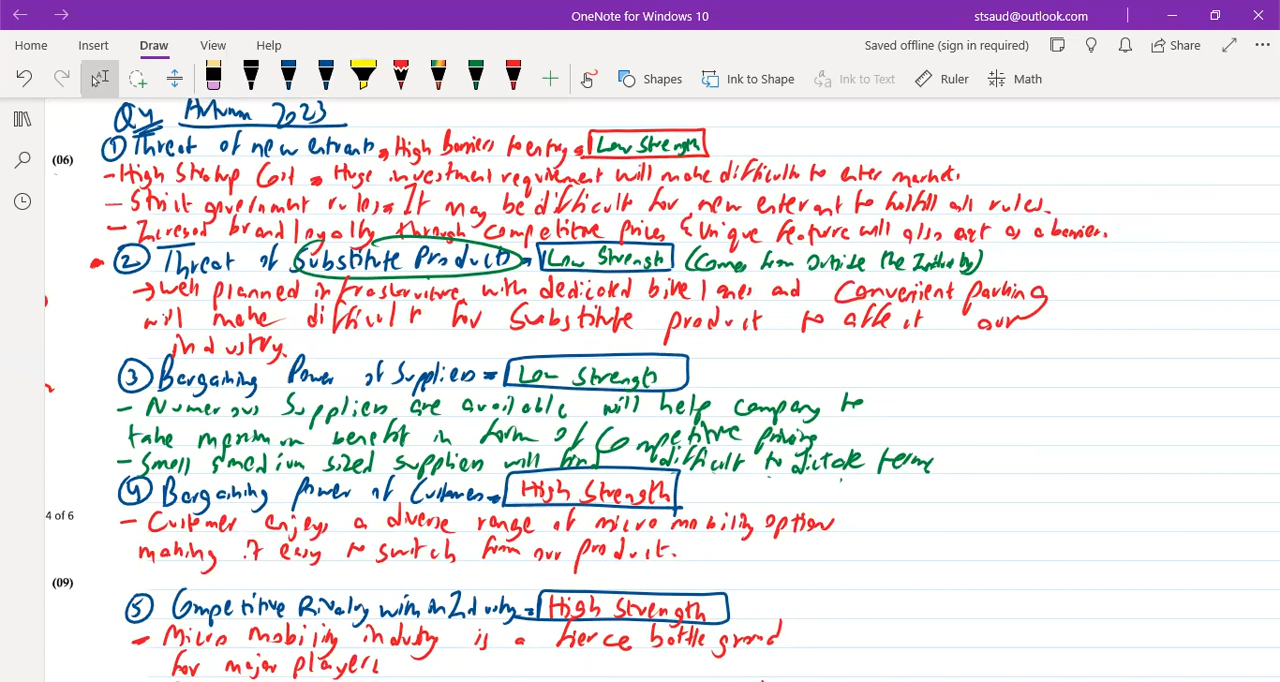 OneNote for Windows 10
stsaud@outlook.com
Home Insert Draw View Help
Saved offline (sign in required) Share
Shapes Ink to Shape Ink to Text Ruler Math
Q4 Autumn 2023
(06)
① Threat of new entrants High Barriers to entry Low Strength
- High Startup Cost Huge investment requirement will make difficult to enter market.
- Strict government rules It may be difficult for new enterant to fulfill all rules.
- Incresed brand loyalty through Competitive prices & Unique feature will also act as a barrier.
② Threat of Substitute Products Low Strength (Comes from outside the Industry)
→ Well planned infrastructure with dedicated bike lanes and Convenient parking
will make difficult for Substitute product to affect our
industry.
③ Bargaining Power of Suppliers = Low Strength
- Numerous Suppliers are available will help company to
take maximum benefit in form of Competitive pricing
- Small & medium sized suppliers will find difficult to dictate terms
④ Bargaining Power of Customers = High Strength
4 of 6
- Customer enjoys a diverse range of micro mobility option
making it easy to switch from our product.
(09)
⑤ Competitive Rivalry within Industry = High Strength
- Micro mobility industry is a fierce battle ground
for major players